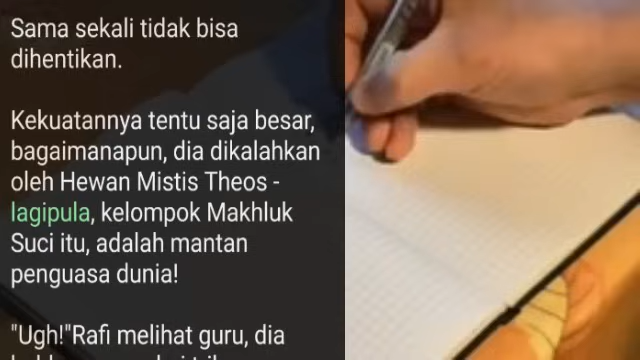 Sama sekali tidak bisa
dihentikan.
Kekuatannya tentu saja besar,
bagaimanapun, dia dikalahkan
oleh Hewan Mistis Theos -
lagipula, kelompok Makhluk
Suci itu, adalah mantan
penguasa dunia!
"Ugh!"Rafi melihat guru, dia